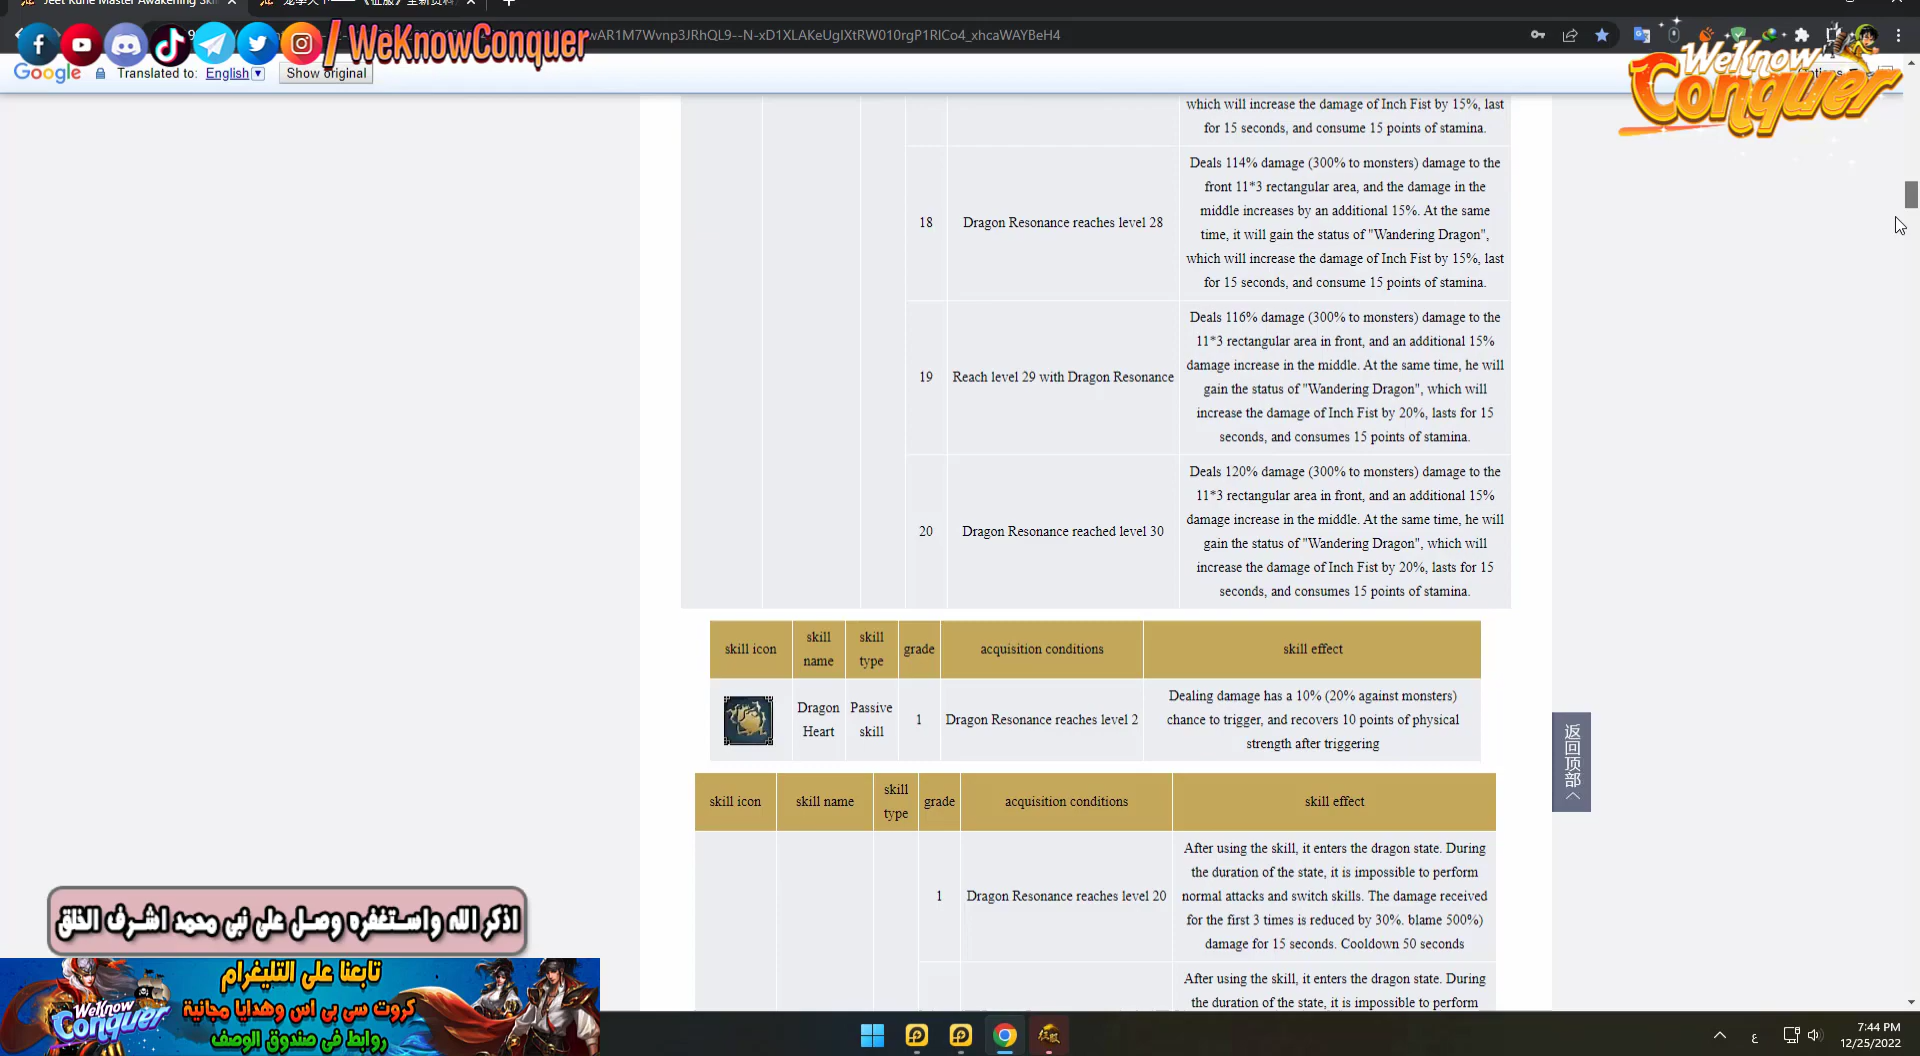 Jeet Kune Master Awakening Ski
/WeKnowConquer
wAR1M7Wvnp3JRhQL9--N-xD1XLAKeUgIXtRW010rgP1RlCo4_xhcaWAYBeH4
Google Translated to: English Show original
WeKnow
Conquer
which will increase the damage of Inch Fist by 15%, last
for 15 seconds, and consume 15 points of stamina.
18
Dragon Resonance reaches level 28
Deals 114% damage (300% to monsters) damage to the
front 11*3 rectangular area, and the damage in the
middle increases by an additional 15%. At the same
time, it will gain the status of "Wandering Dragon",
which will increase the damage of Inch Fist by 15%, last
for 15 seconds, and consume 15 points of stamina.
19
Reach level 29 with Dragon Resonance
Deals 116% damage (300% to monsters) damage to the
11*3 rectangular area in front, and an additional 15%
damage increase in the middle. At the same time, he will
gain the status of "Wandering Dragon", which will
increase the damage of Inch Fist by 20%, lasts for 15
seconds, and consumes 15 points of stamina.
20
Dragon Resonance reached level 30
Deals 120% damage (300% to monsters) damage to the
11*3 rectangular area in front, and an additional 15%
damage increase in the middle. At the same time, he will
gain the status of "Wandering Dragon", which will
increase the damage of Inch Fist by 20%, lasts for 15
seconds, and consumes 15 points of stamina.
skill icon
skill
name
skill
type
grade
acquisition conditions
skill effect
Dragon
Heart
Passive
skill
1
Dragon Resonance reaches level 2
Dealing damage has a 10% (20% against monsters)
chance to trigger, and recovers 10 points of physical
strength after triggering
返回顶部
skill icon
skill name
skill
type
grade
acquisition conditions
skill effect
1
Dragon Resonance reaches level 20
After using the skill, it enters the dragon state. During
the duration of the state, it is impossible to perform
normal attacks and switch skills. The damage received
for the first 3 times is reduced by 30%. blame 500%)
damage for 15 seconds. Cooldown 50 seconds
After using the skill, it enters the dragon state. During
the duration of the state, it is impossible to perform
اذكر الله واستغفره وصل على نبي محمد اشرف الخلق
WeKnow
Conquer
تابعنا على التليغرام
كروت سي بي اس وهدايا مجانية
روابط في صندوق الوصف
ع
7:44 PM
12/25/2022